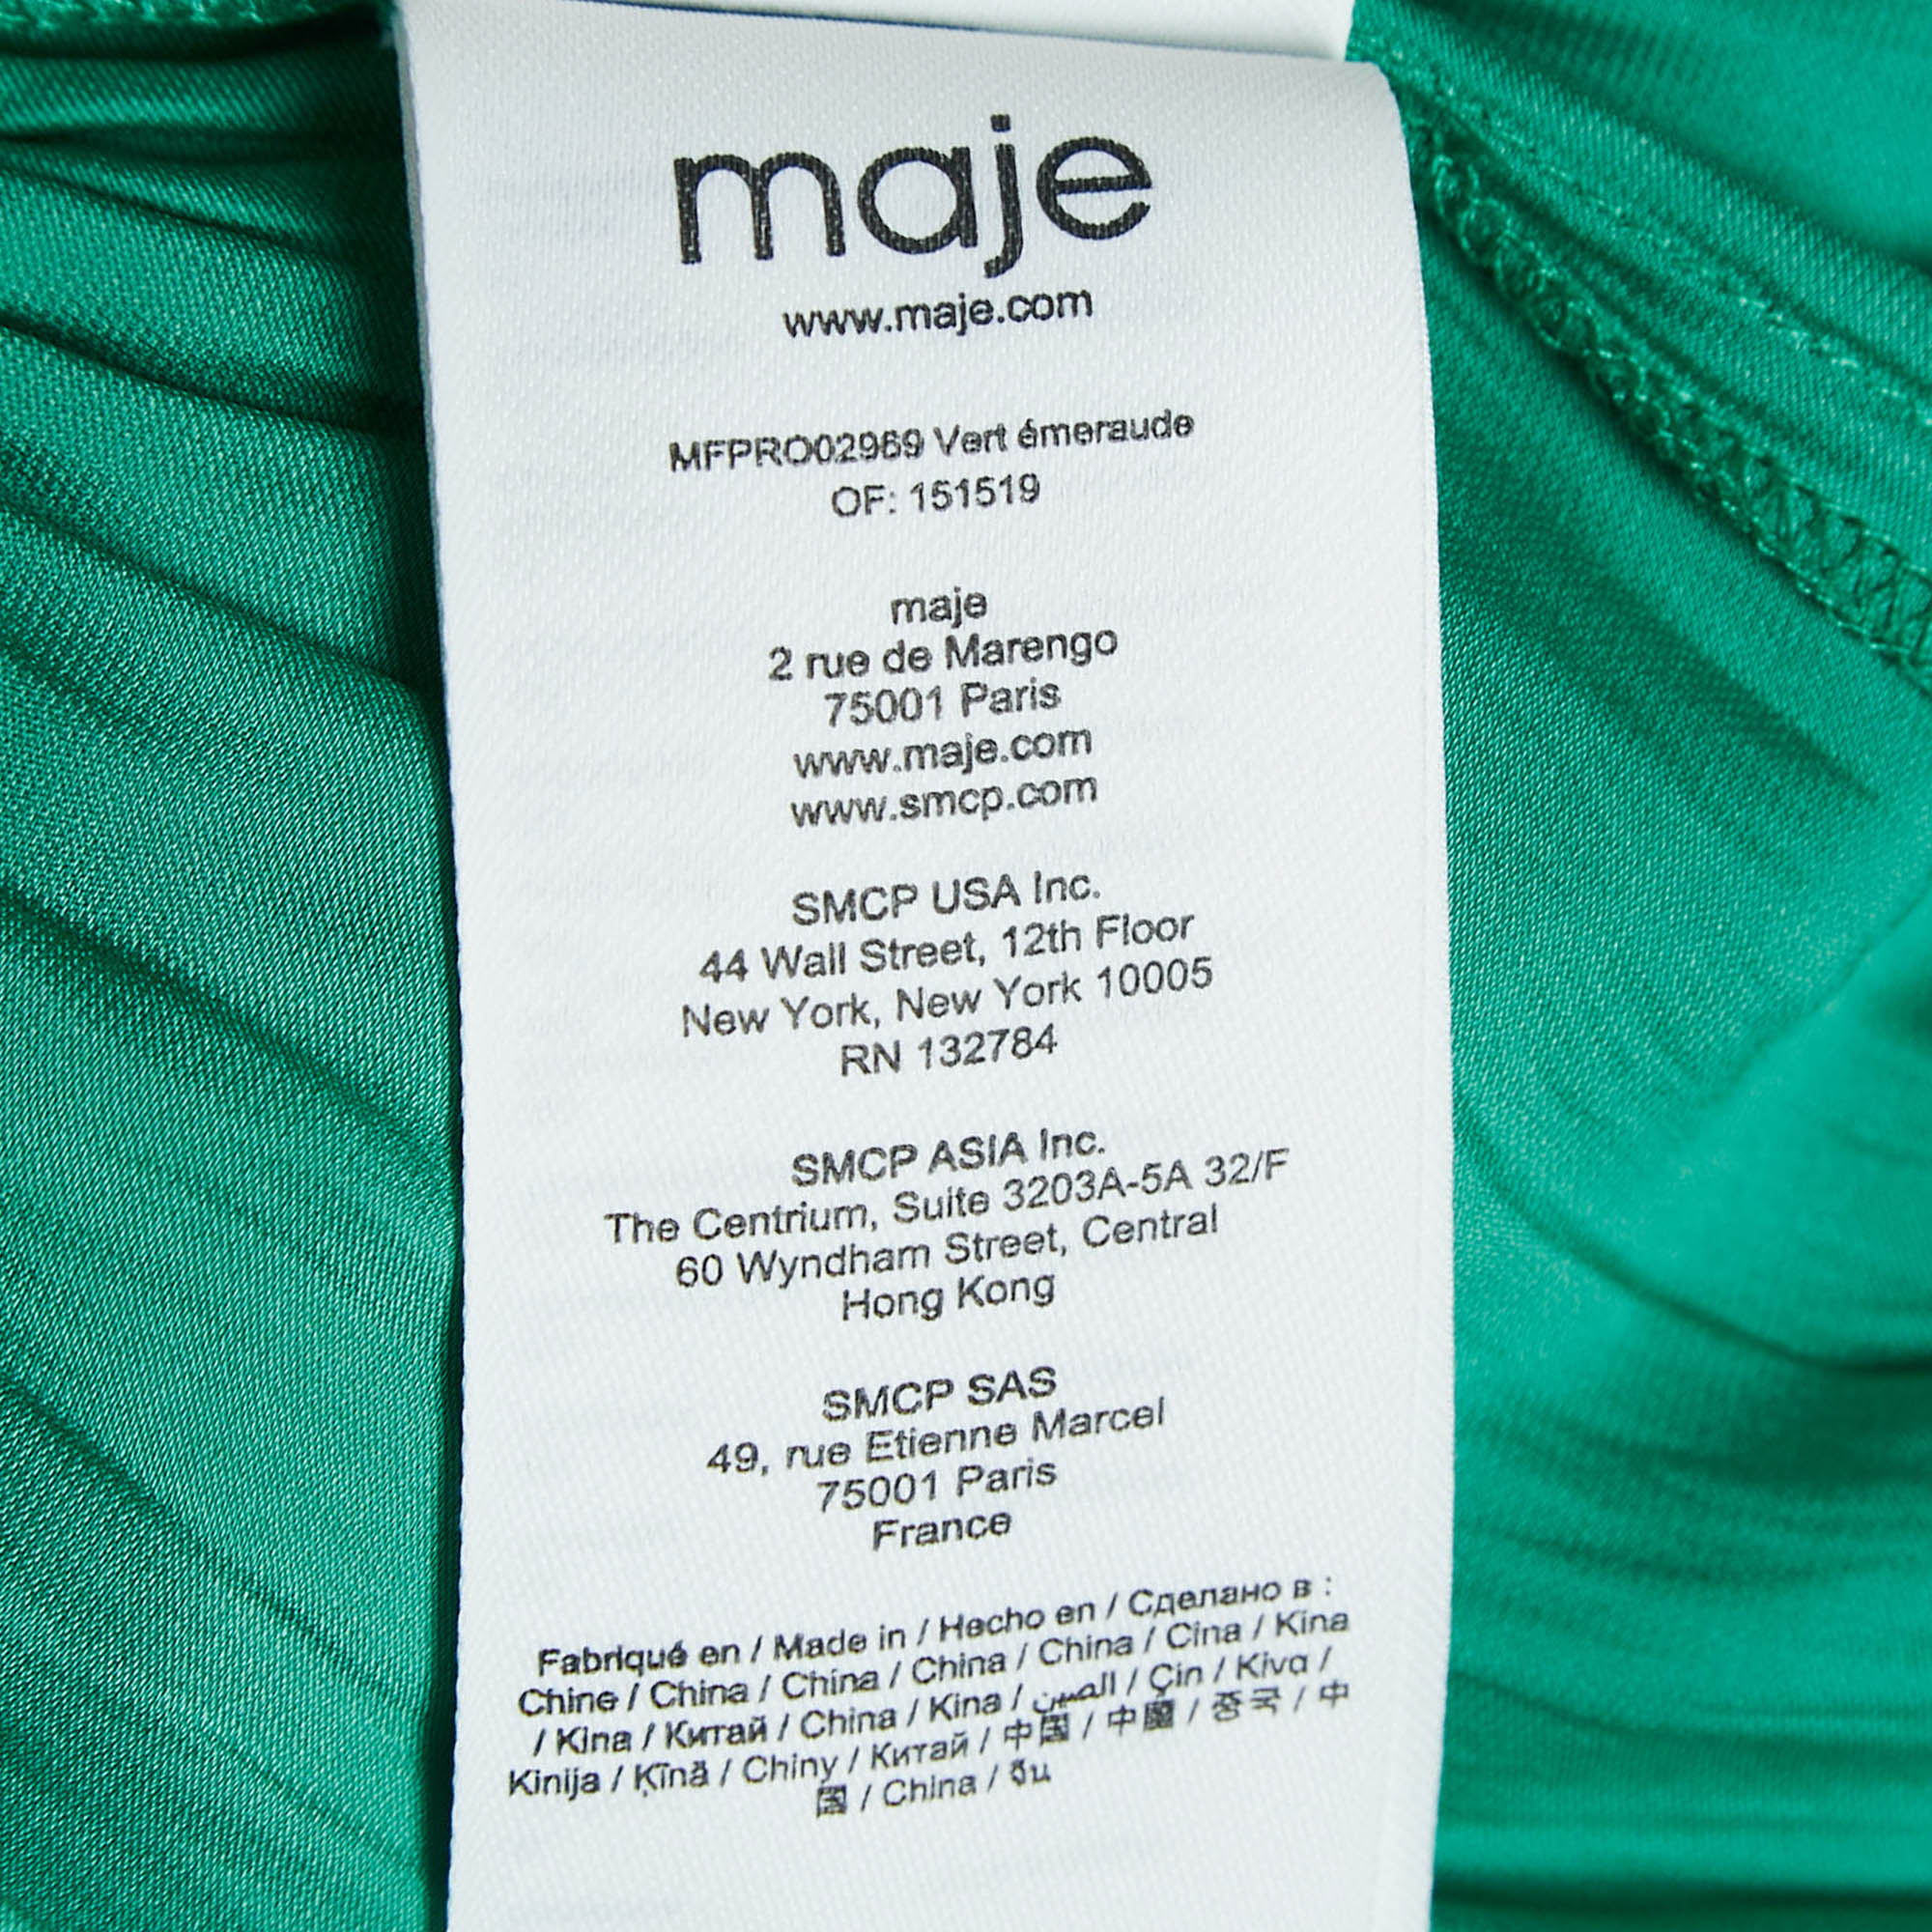 maje
www.maje.com
MFPRO02969 Vert émeraude
OF: 151519
maje
2 rue de Marengo
75001 Paris
www.maje.com
www.smcp.com
SMCP USA Inc.
44 Wall Street, 12th Floor
New York, New York 10005
RN 132784
SMCP ASIA Inc.
The Centrium, Suite 3203A-5A 32/F
60 Wyndham Street, Central
Hong Kong
SMCP SAS
49, rue Etienne Marcel
75001 Paris
France
Fabriqué en / Made in / Hecho en / Сделано в :
Chine / China / China / China / China / Cina / Kina
/ Kina / Китай / China / Kina / الصين / Çin / Kίνα /
Kinija / Ķīnā / Chiny / Китай / 中国 / 中國 / 중국 / 中
国 / China / จีน